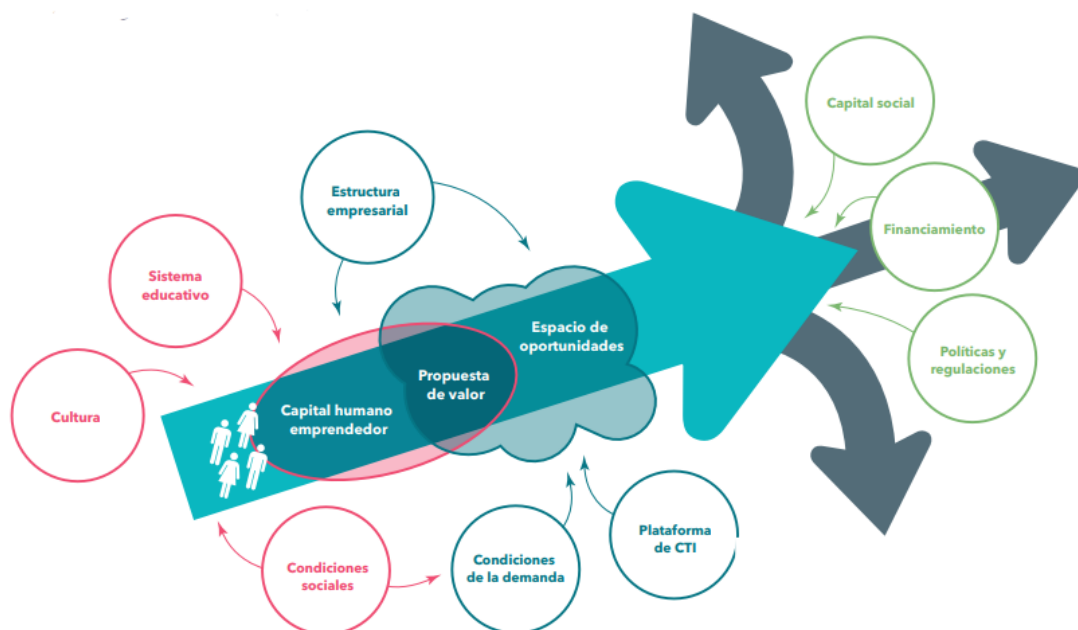 Capital social
Estructura
empresarial
Financiamiento
Sistema
educativo
Espacio de
oportunidades
Políticas y
regulaciones
Propuesta
de valor
Cultura
Capital humano
emprendedor
Plataforma
de CTI
Condiciones
sociales
Condiciones
de la demanda